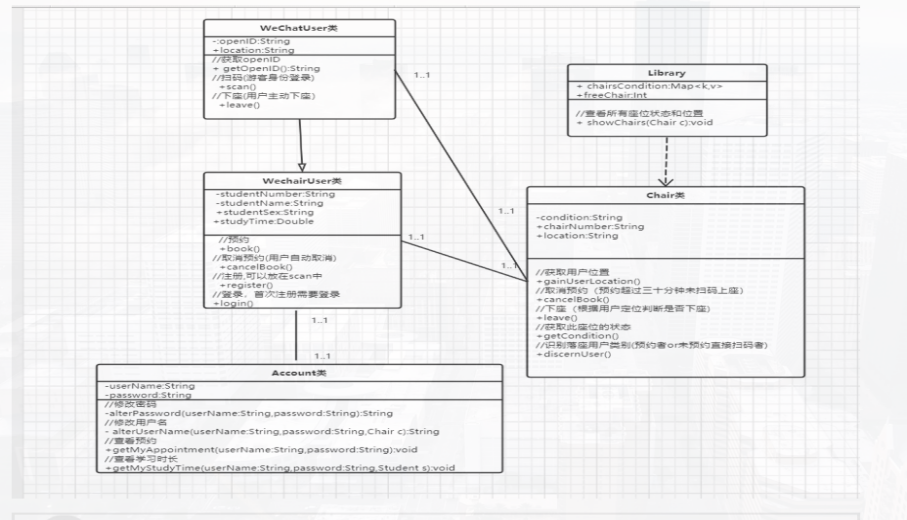 WeChatUser类
-:openID:String
+location:String
//获取openID
+ getOpenID():String
//扫码(游客身份登录)
+scan()
//下座(用户主动下座)
+leave()
1..1
Library
+ chairsCondition:Map<k,v>
+freeChair:Int
//查看所有座位状态和位置
+ showChairs(Chair c):void
WechairUser类
-studentNumber:String
-studentName:String
+studentSex:String
+studyTime:Double
//预约
+book()
//取消预约(用户自动取消)
+cancelBook()
//注册,可以放在scan中
+register()
//登录，首次注册需要登录
+login()
1..1
1..1
1..1
Chair类
-condition:String
+chairNumber:String
+location:String
//获取用户位置
+gainUserLocation()
//取消预约（预约超过三十分钟未扫码上座）
+cancelBook()
//下座（根据用户定位判断是否下座）
+leave()
//获取此座位的状态
+getCondition()
//识别落座用户类别(预约者or未预约直接扫码者)
+discernUser()
1..1
1..1
Account类
-userName:String
-password:String
//修改密码
-alterPassword(userName:String,password:String):String
//修改用户名
- alterUserName(userName:String,password:String,Chair c):String
//查看预约
+getMyAppointment(userName:String,password:String):void
//查看学习时长
+getMyStudyTime(userName:String,password:String,Student s):void